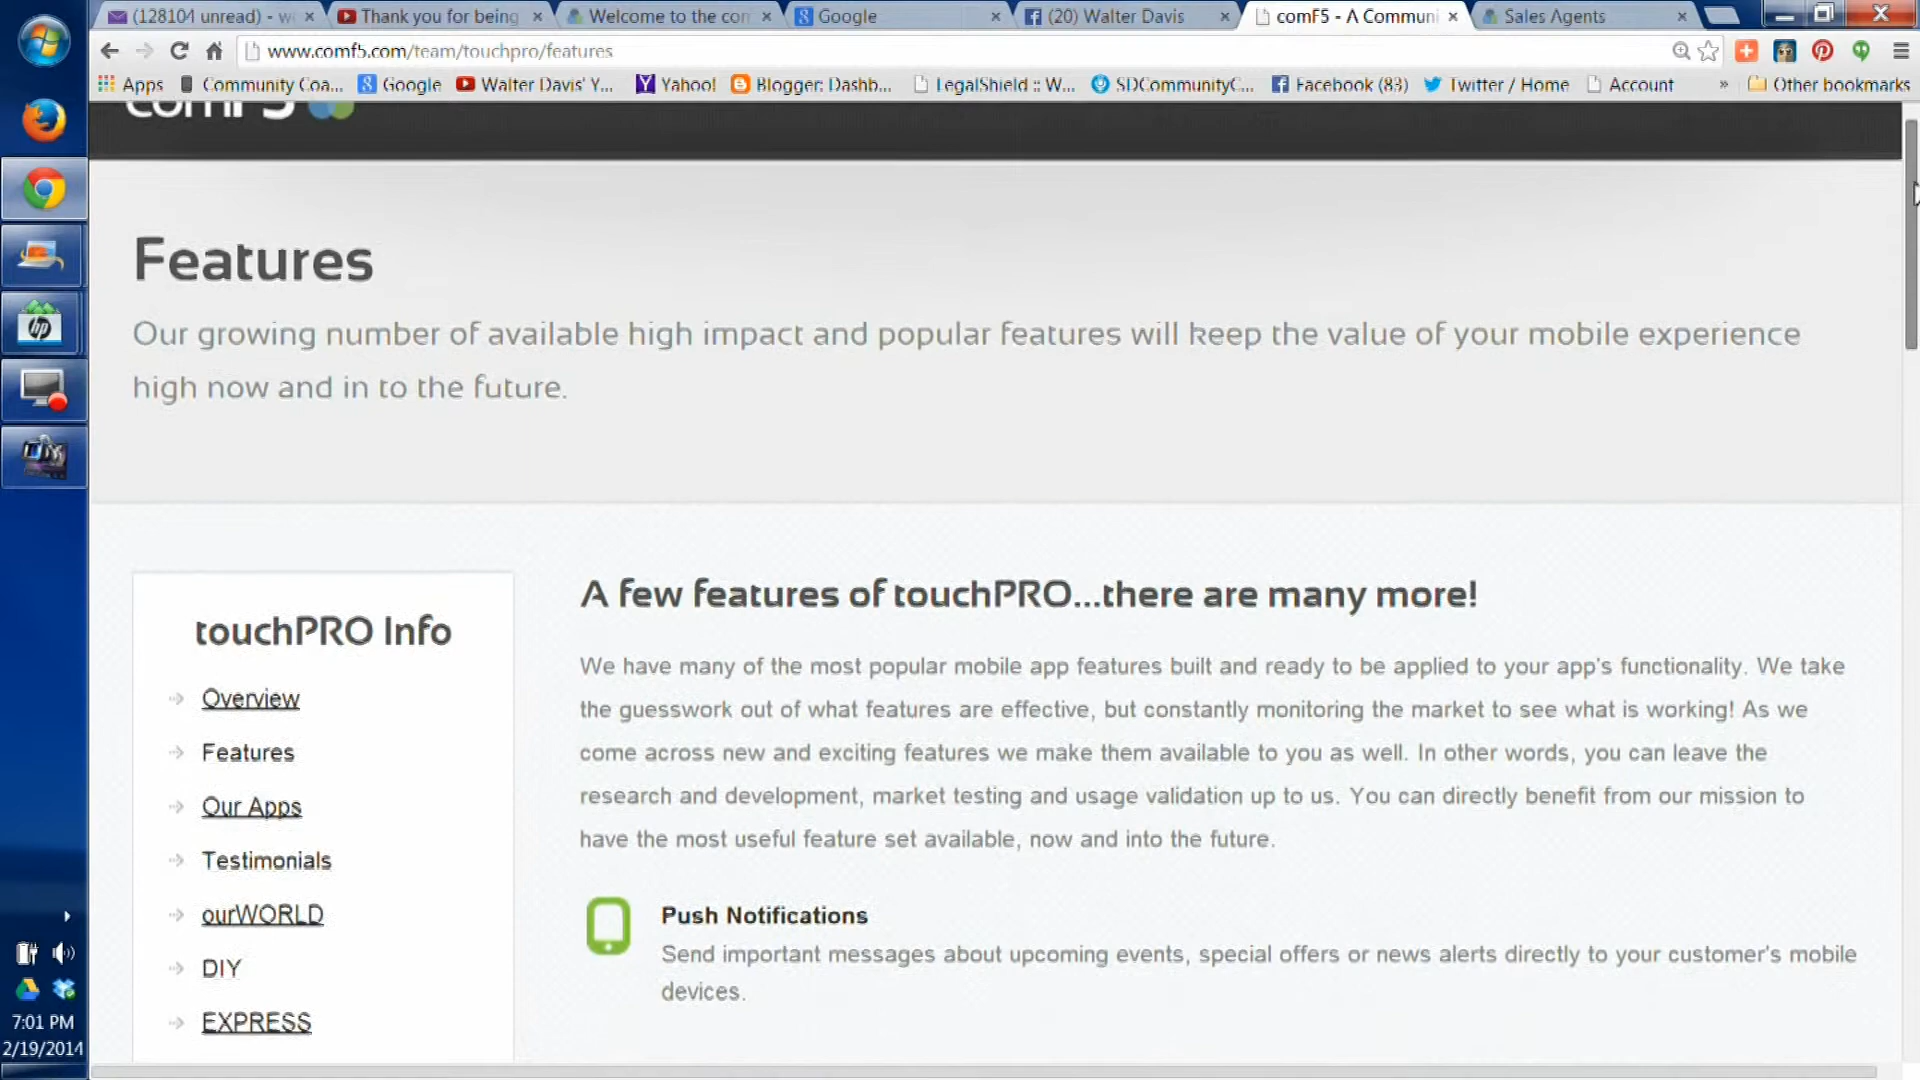 (128104 unread) - w
Thank you for being
Welcome to the con
Google
(20) Walter Davis
comF5 - A Communi
Sales Agents
www.comf5.com/team/touchpro/features
Apps
Community Coa...
Google
Walter Davis' Y...
Yahoo!
Blogger: Dashb...
LegalShield :: W...
SDCommunityC...
Facebook (83)
Twitter / Home
Account
»
Other bookmarks
comF5
Features
Our growing number of available high impact and popular features will keep the value of your mobile experience
high now and in to the future.
touchPRO Info
Overview
Features
Our Apps
Testimonials
ourWORLD
DIY
EXPRESS
A few features of touchPRO...there are many more!
We have many of the most popular mobile app features built and ready to be applied to your app's functionality. We take
the guesswork out of what features are effective, but constantly monitoring the market to see what is working! As we
come across new and exciting features we make them available to you as well. In other words, you can leave the
research and development, market testing and usage validation up to us. You can directly benefit from our mission to
have the most useful feature set available, now and into the future.
Push Notifications
Send important messages about upcoming events, special offers or news alerts directly to your customer's mobile
devices.
hp
7:01 PM
2/19/2014